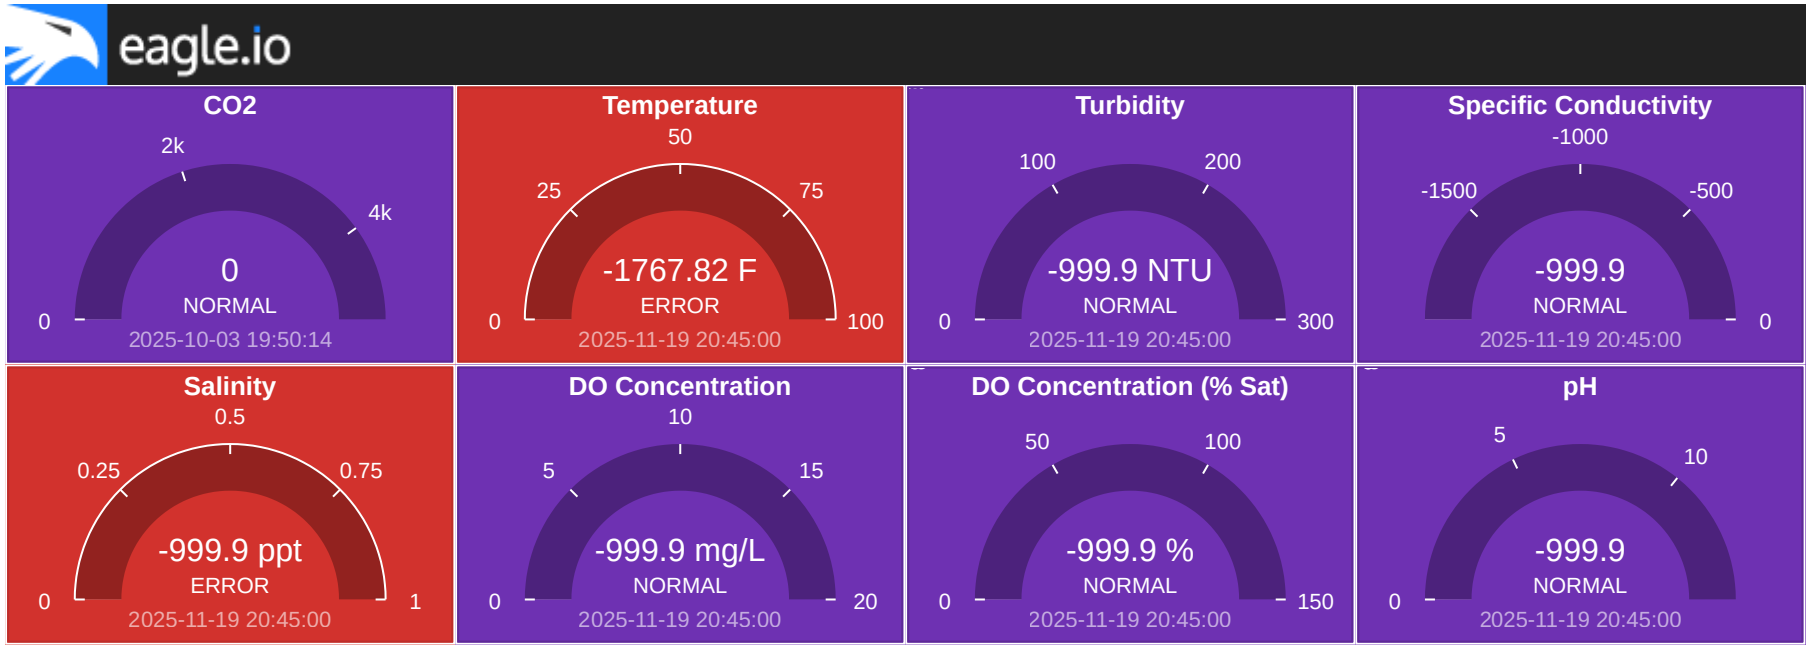 eagle.io
CO2
2k
4k
0
0
NORMAL
2025-10-03 19:50:14
Temperature
50
25
75
-1767.82 F
ERROR
0
100
2025-11-19 20:45:00
Turbidity
100
200
-999.9 NTU
NORMAL
0
300
2025-11-19 20:45:00
Specific Conductivity
-1000
-1500
-500
-999.9
NORMAL
0
2025-11-19 20:45:00
Salinity
0.5
0.25
0.75
-999.9 ppt
ERROR
0
1
2025-11-19 20:45:00
DO Concentration
10
5
15
-999.9 mg/L
NORMAL
0
20
2025-11-19 20:45:00
DO Concentration (% Sat)
50
100
-999.9 %
NORMAL
0
150
2025-11-19 20:45:00
pH
5
10
-999.9
NORMAL
0
2025-11-19 20:45:00